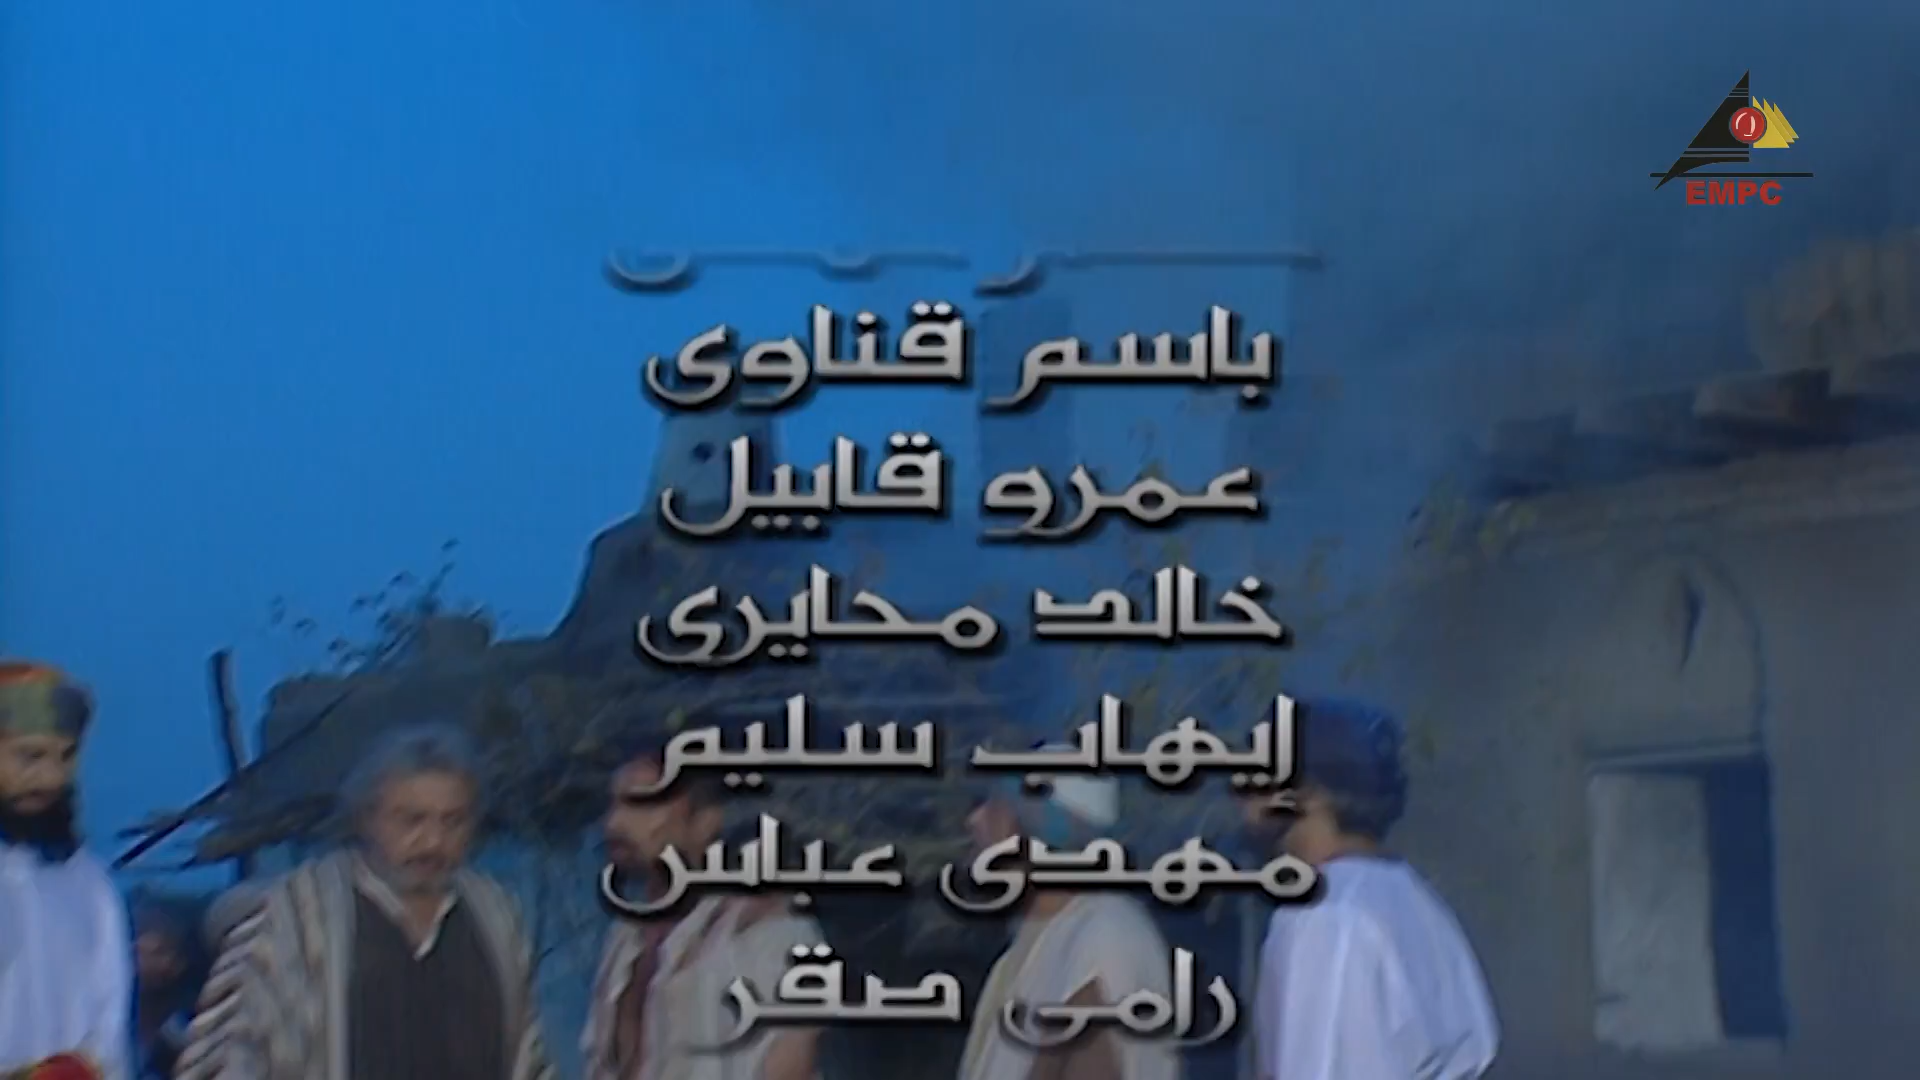 EMPC
باسم قناوى
عمرو قابيل
خالد محايرى
إيهاب سليم
مهدى عباس
رامى صقر